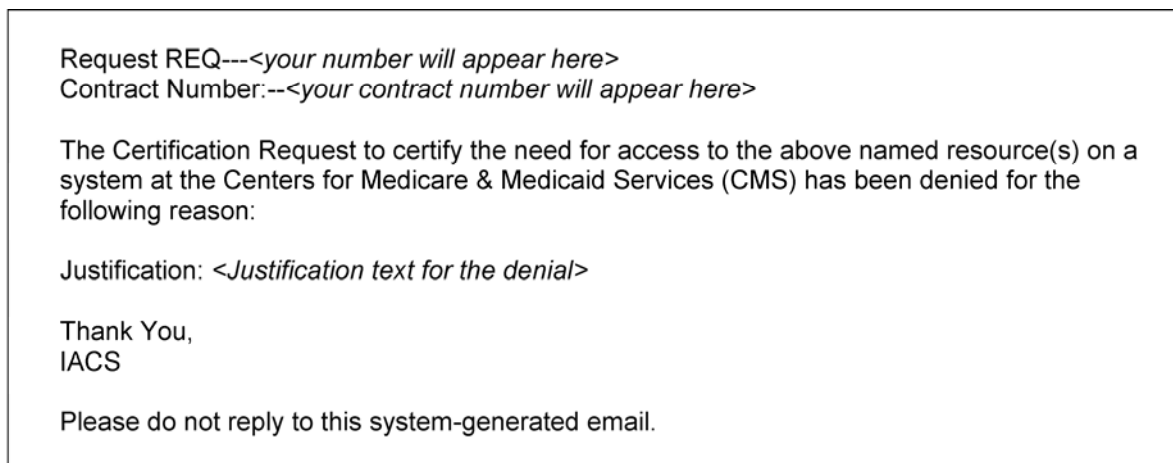 Request REQ---<your number will appear here>
Contract Number:--<your contract number will appear here>
The Certification Request to certify the need for access to the above named resource(s) on a
system at the Centers for Medicare & Medicaid Services (CMS) has been denied for the
following reason:
Justification: <Justification text for the denial>
Thank You,
IACS
Please do not reply to this system-generated email.